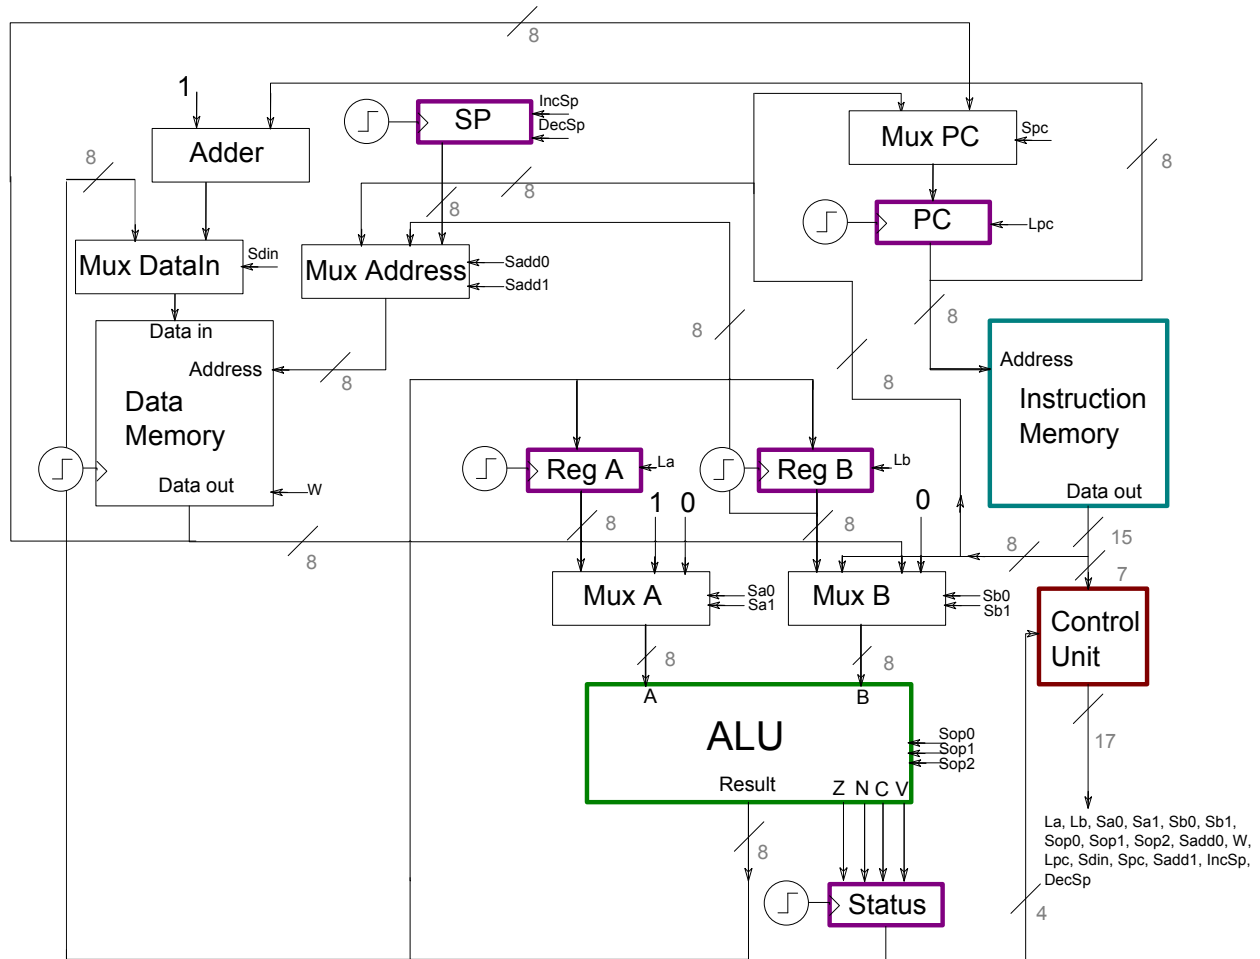 8
1
IncSp
SP
DecSp
Mux PC
Spc
Adder
8
8
8
8
PC
Lpc
Sdin
Mux DataIn
Sadd0
Mux Address
Sadd1
8
8
Data in
Address
8
8
Address
Data
Memory
Instruction
Memory
Reg A
La
Reg B
Lb
Data out
W
Data out
1
0
0
8
8
8
8
15
7
Mux A
Sa0
Sa1
Mux B
Sb0
Sb1
Control
Unit
8
8
A
B
ALU
Sop0
Sop1
Sop2
17
Result
Z
N
C
V
8
La, Lb, Sa0, Sa1, Sb0, Sb1,
Sop0, Sop1, Sop2, Sadd0, W,
Lpc, Sdin, Spc, Sadd1, IncSp,
DecSp
Status
4